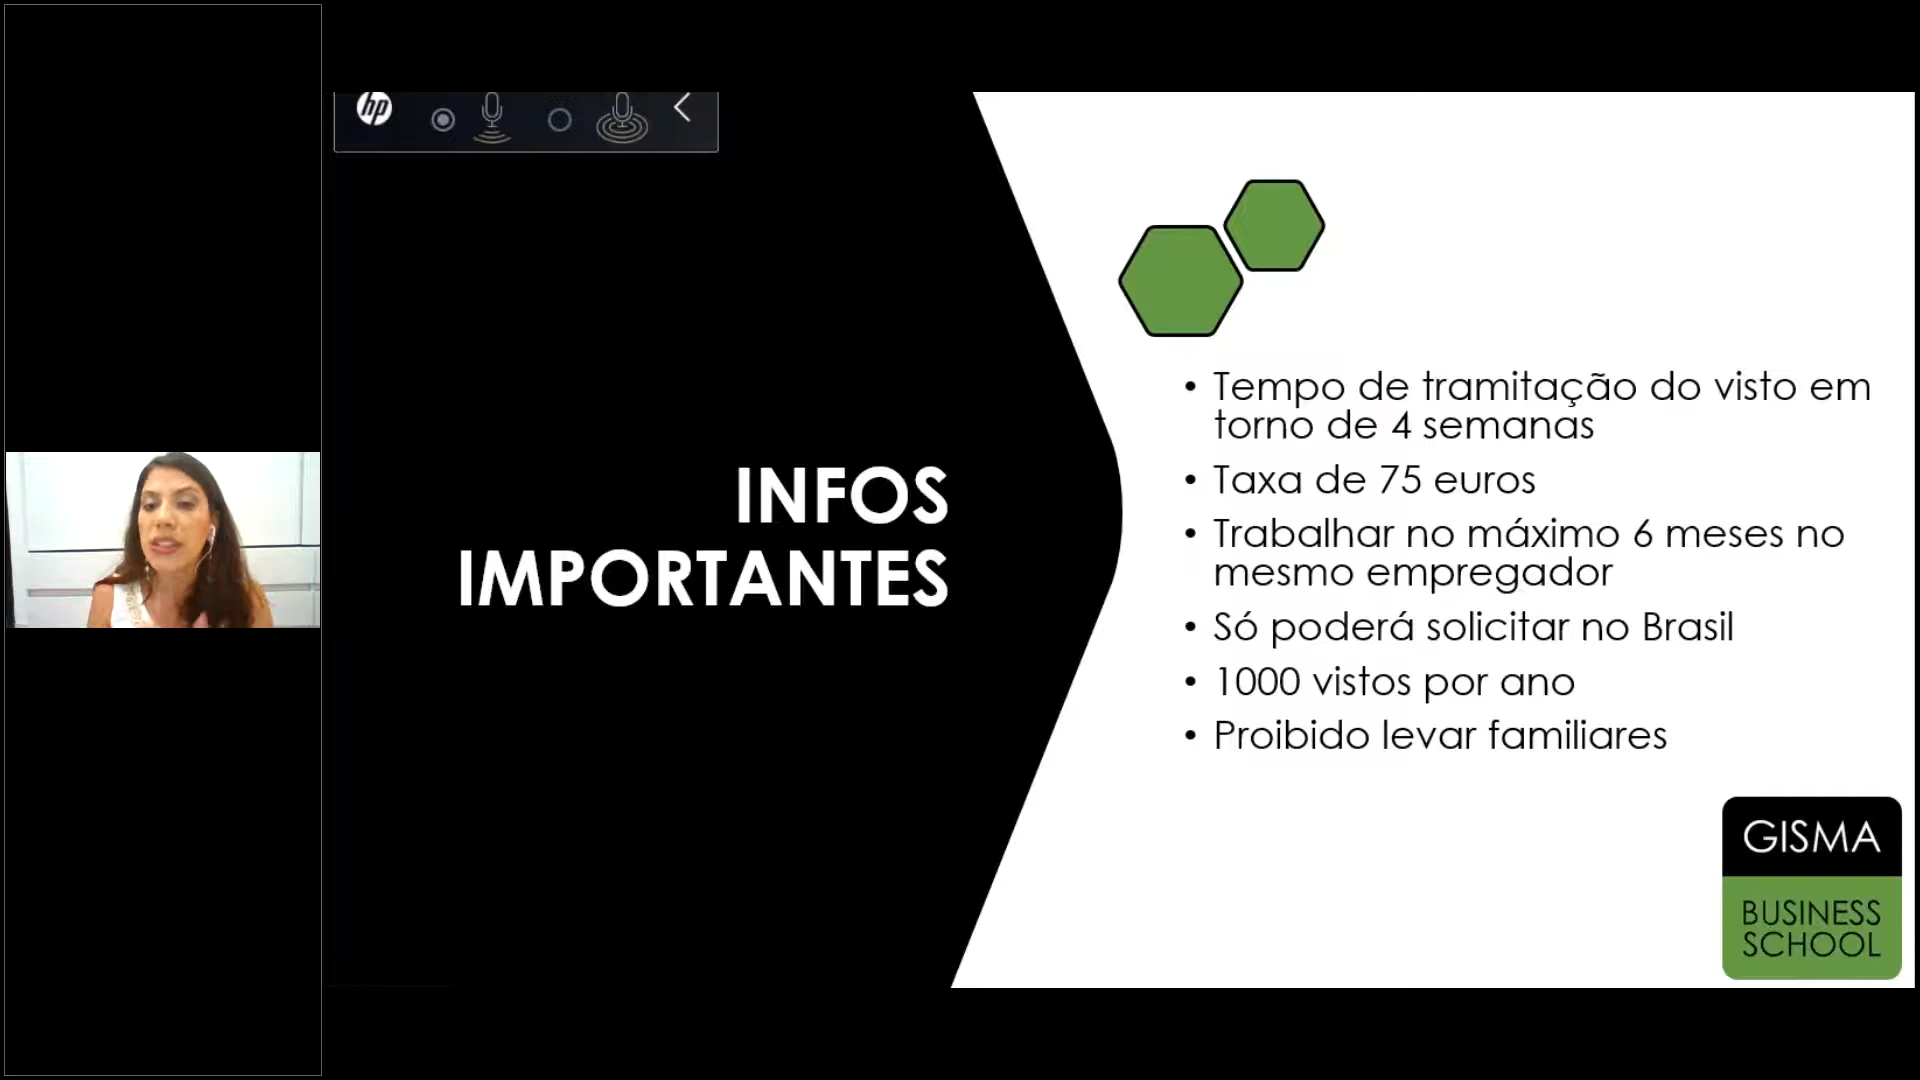 hp
INFOS
IMPORTANTES
• Tempo de tramitação do visto em
torno de 4 semanas
• Taxa de 75 euros
• Trabalhar no máximo 6 meses no
mesmo empregador
• Só poderá solicitar no Brasil
• 1000 vistos por ano
• Proibido levar familiares
GISMA
BUSINESS
SCHOOL